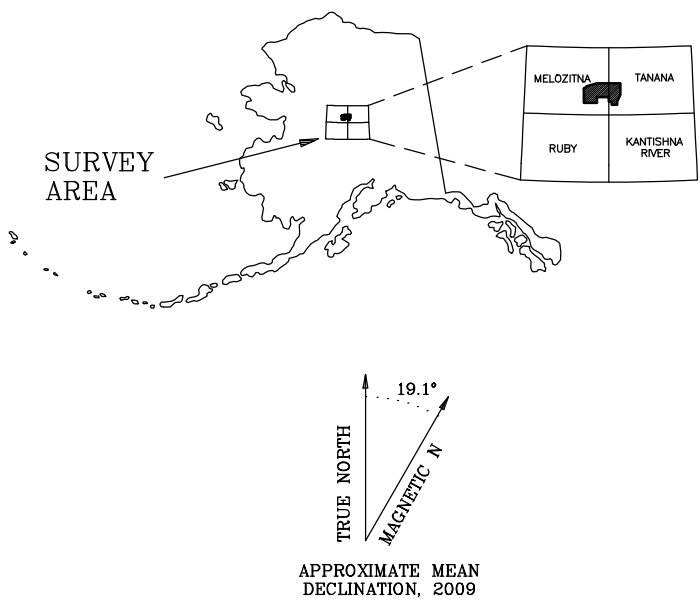 MELOZITNA
TANANA
RUBY
KANTISHNA
RIVER
SURVEY
AREA
19.1°
TRUE NORTH
MAGNETIC N
APPROXIMATE MEAN
DECLINATION, 2009